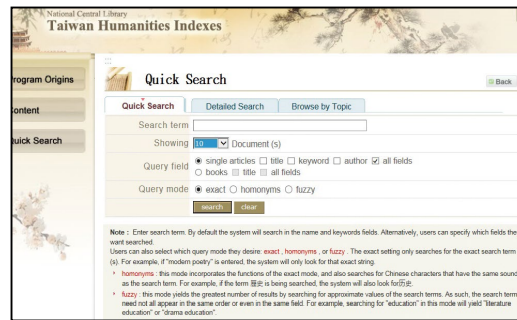 National Central Library
Taiwan Humanities Indexes
Program Origins
Content
Quick Search
Quick Search
Back
Quick Search Detailed Search Browse by Topic
Search term
Showing 10 Document (s)
Query field single articles title keyword author all fields
books title all fields
Query mode exact homonyms fuzzy
search clear
Note : Enter search term. By default the system will search in the name and keywords fields. Alternatively, users can specify which fields the
want searched.
Users can also select which query mode they desire: exact , homonyms , or fuzzy . The exact setting only searches for the exact search term
(s). For example, if "modern poetry" is entered, the system will only look for that exact string.
homonyms : this mode incorporates the functions of the exact mode, and also searches for Chinese characters that have the same sound
as the search term. For example, if the term 歷史 is being searched, the system will also look for历史.
fuzzy : this mode yields the greatest number of results by searching for approximate values of the search terms. As such, the search term
need not all appear in the same order or even in the same field. For example, searching for "education" in this mode will yield "literature
education" or "drama education".